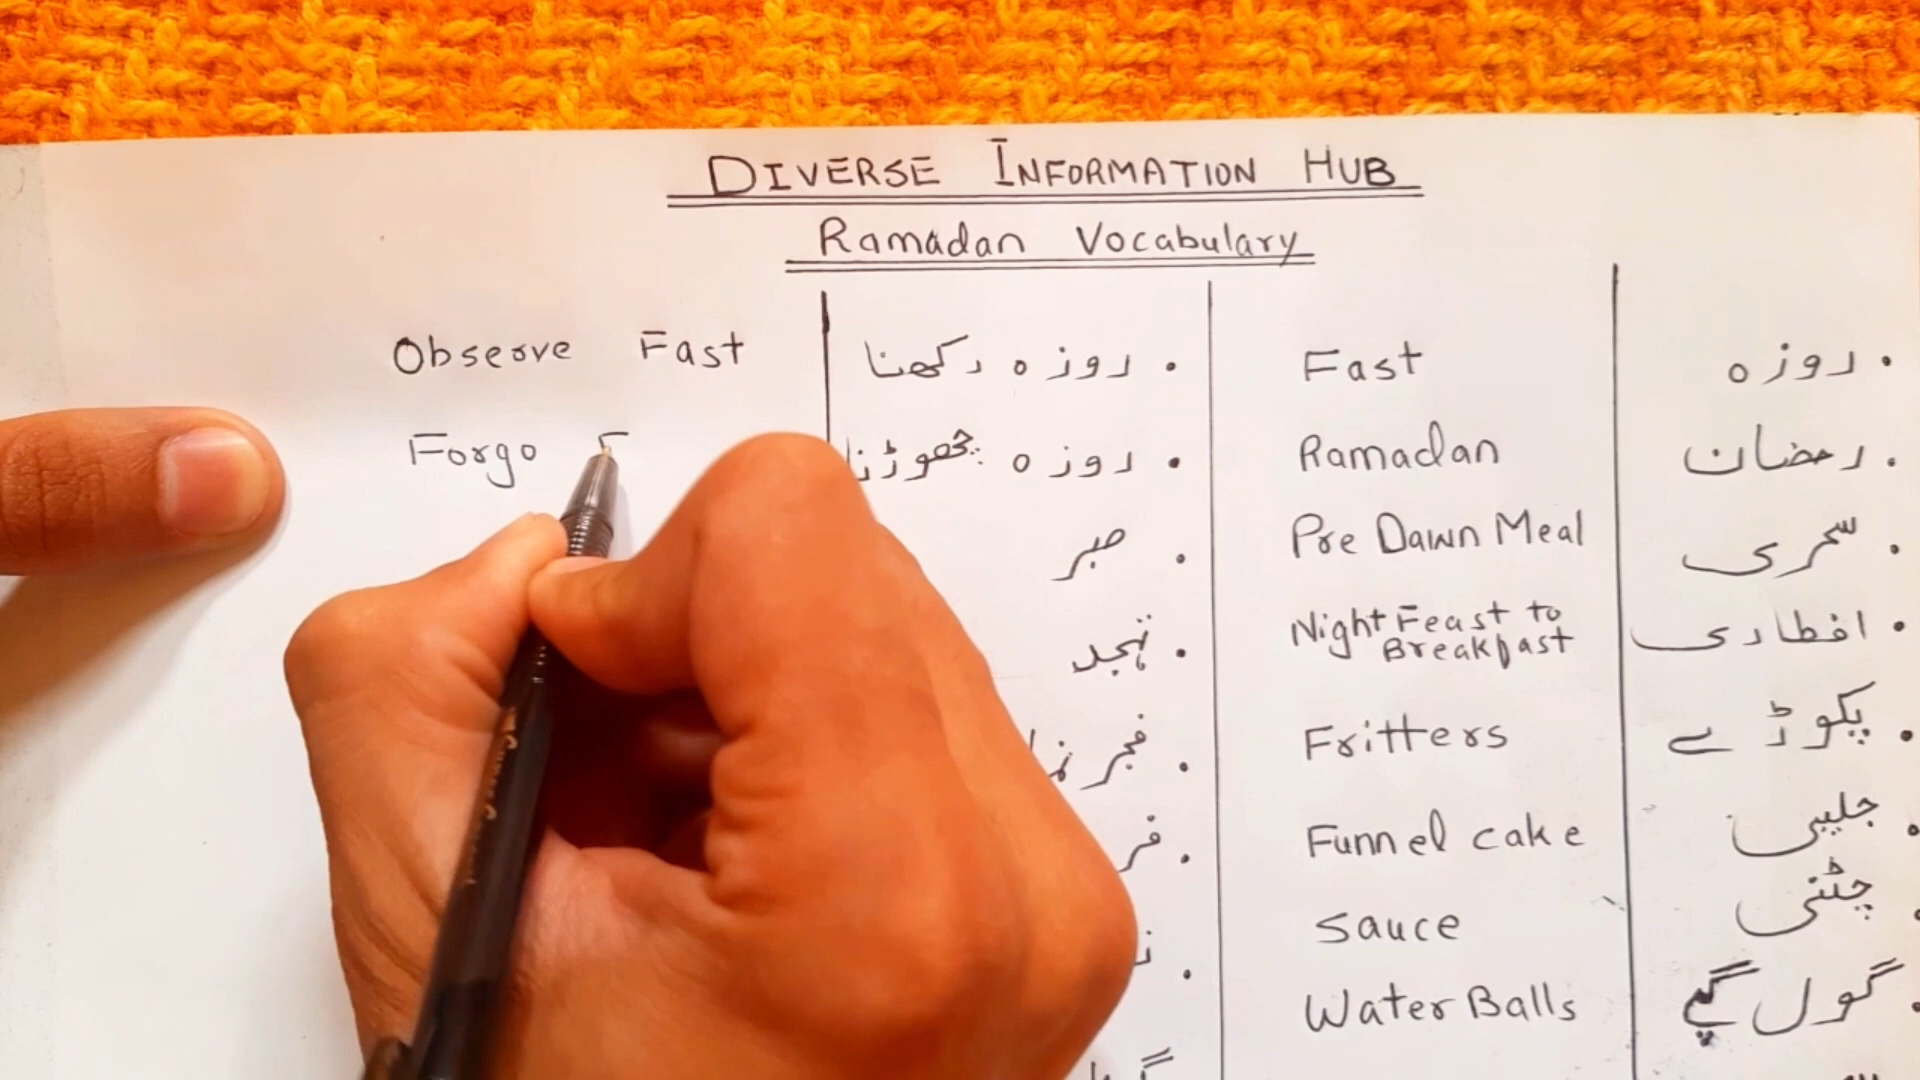 DIVERSE INFORMATION HUB
Ramadan Vocabulary
روزہ
Fast
روزہ رکھنا
Observe Fast
رمضان
Ramadan
روزہ چھوڑنا
Forgo
سحری
Pre Dawn Meal
صبر
افطاری
Night Feast to
Breakfast
تہجد
پکوڑے
Fritters
فجر
جلیبی
Funnel cake
چٹنی
Sauce
گول گپے
Water Balls